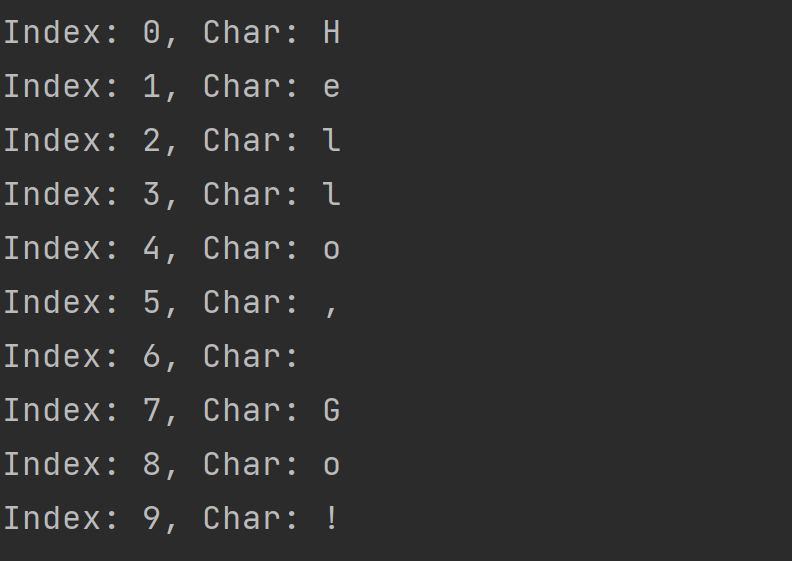 Index: 0, Char: H
Index: 1, Char: e
Index: 2, Char: l
Index: 3, Char: l
Index: 4, Char: o
Index: 5, Char: ,
Index: 6, Char:
Index: 7, Char: G
Index: 8, Char: o
Index: 9, Char: !